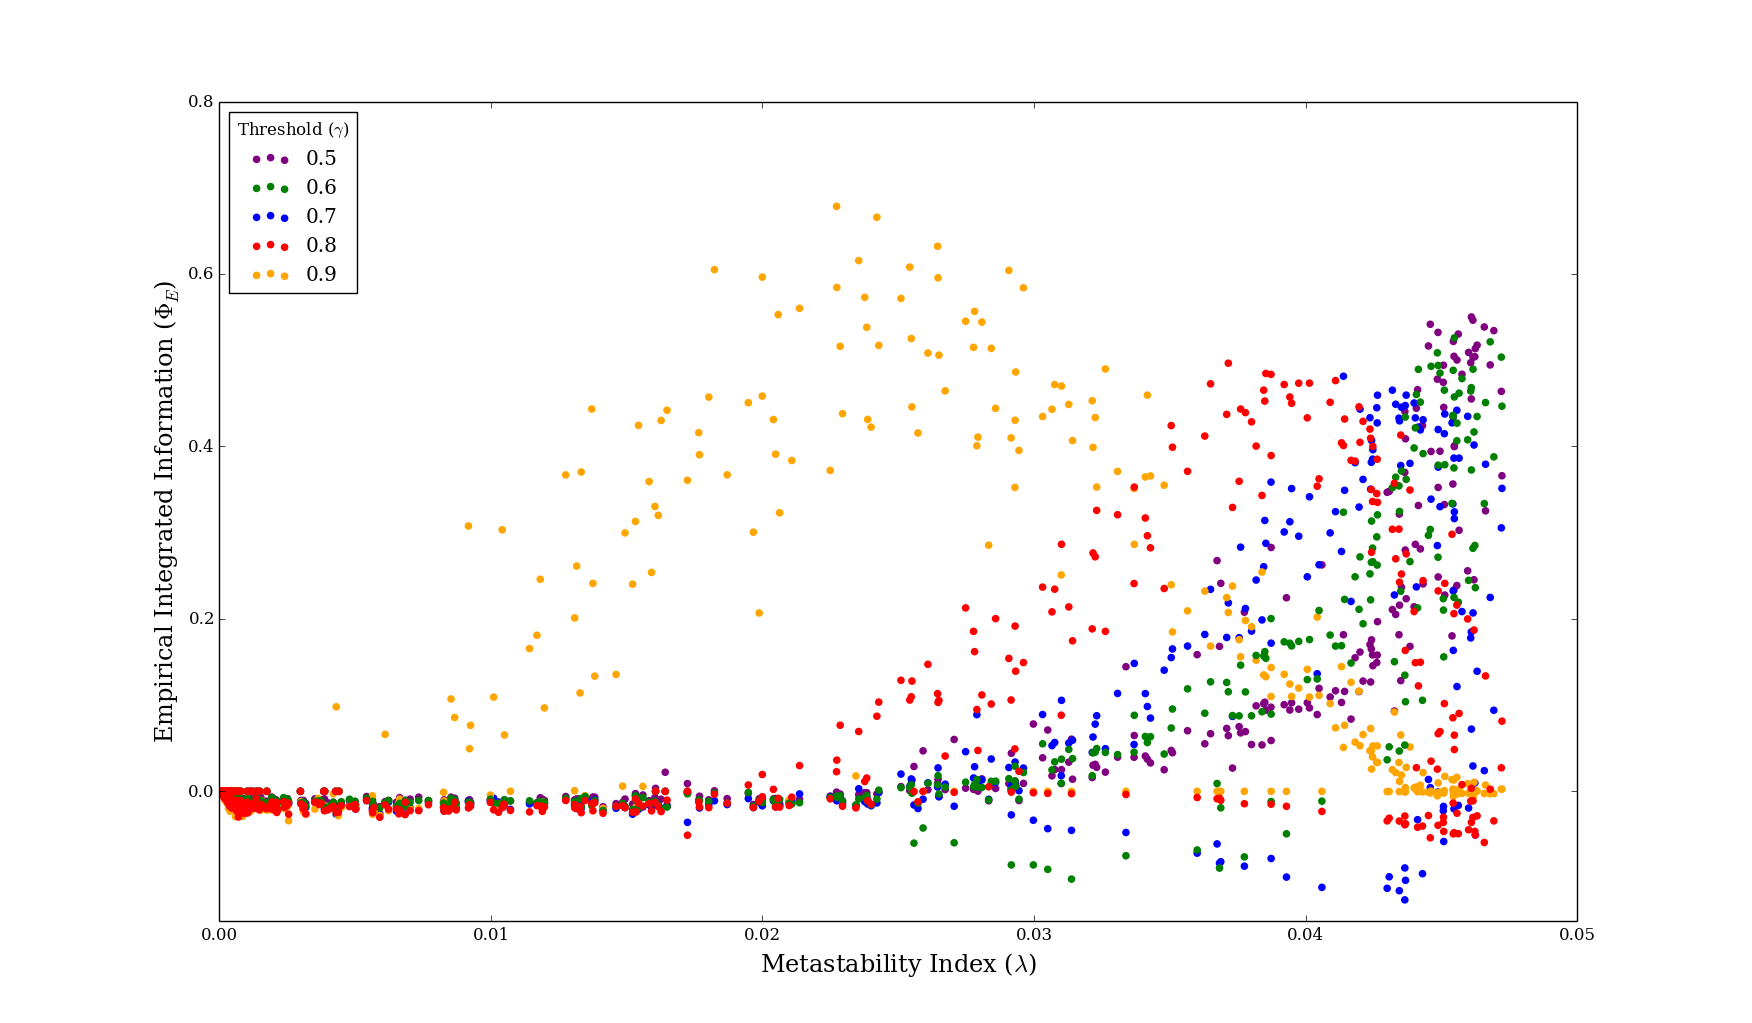 0.8
0.6
0.4
0.2
0.0
Empirical Integrated Information (Φ_E)
Threshold (γ)
0.5
0.6
0.7
0.8
0.9
0.00 0.01 0.02 0.03 0.04 0.05
Metastability Index (λ)